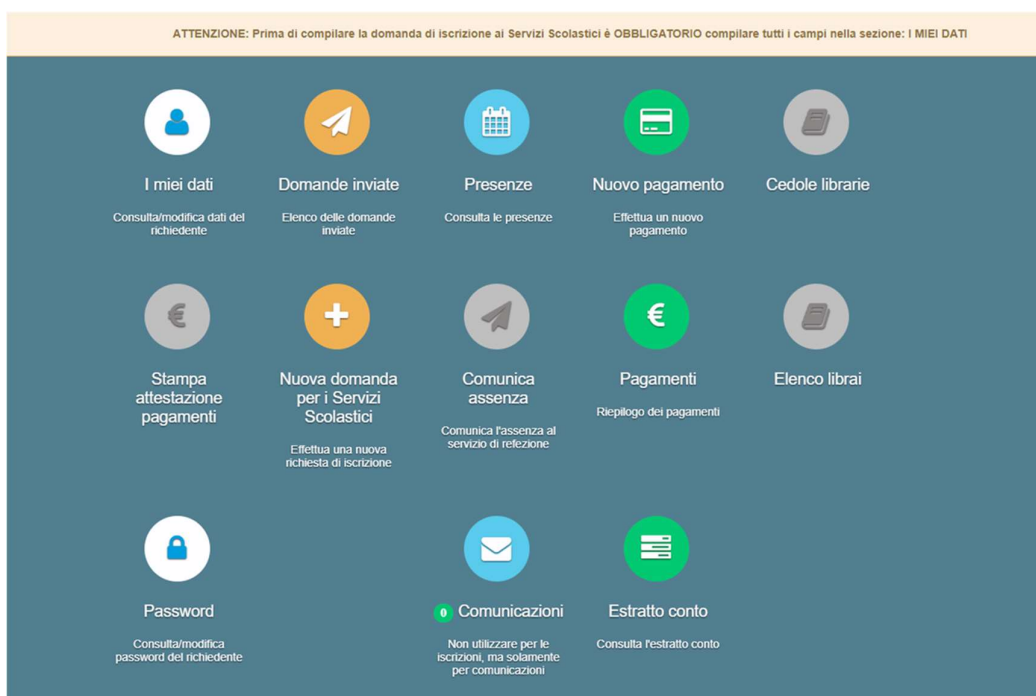 ATTENZIONE: Prima di compilare la domanda di iscrizione ai Servizi Scolastici è OBBLIGATORIO compilare tutti i campi nella sezione: I MIEI DATI
I miei dati
Consulta/modifica dati del
richiedente
Domande inviate
Elenco delle domande
inviate
Presenze
Consulta le presenze
Nuovo pagamento
Effettua un nuovo
pagamento
Cedole librarie
€
Stampa
attestazione
pagamenti
Nuova domanda
per i Servizi
Scolastici
Effettua una nuova
richiesta di iscrizione
Comunica
assenza
Comunica l'assenza al
servizio di refezione
€
Pagamenti
Riepilogo dei pagamenti
Elenco librai
Password
Consulta/modifica
password del richiedente
0 Comunicazioni
Non utilizzare per le
iscrizioni, ma solamente
per comunicazioni
Estratto conto
Consulta l'estratto conto